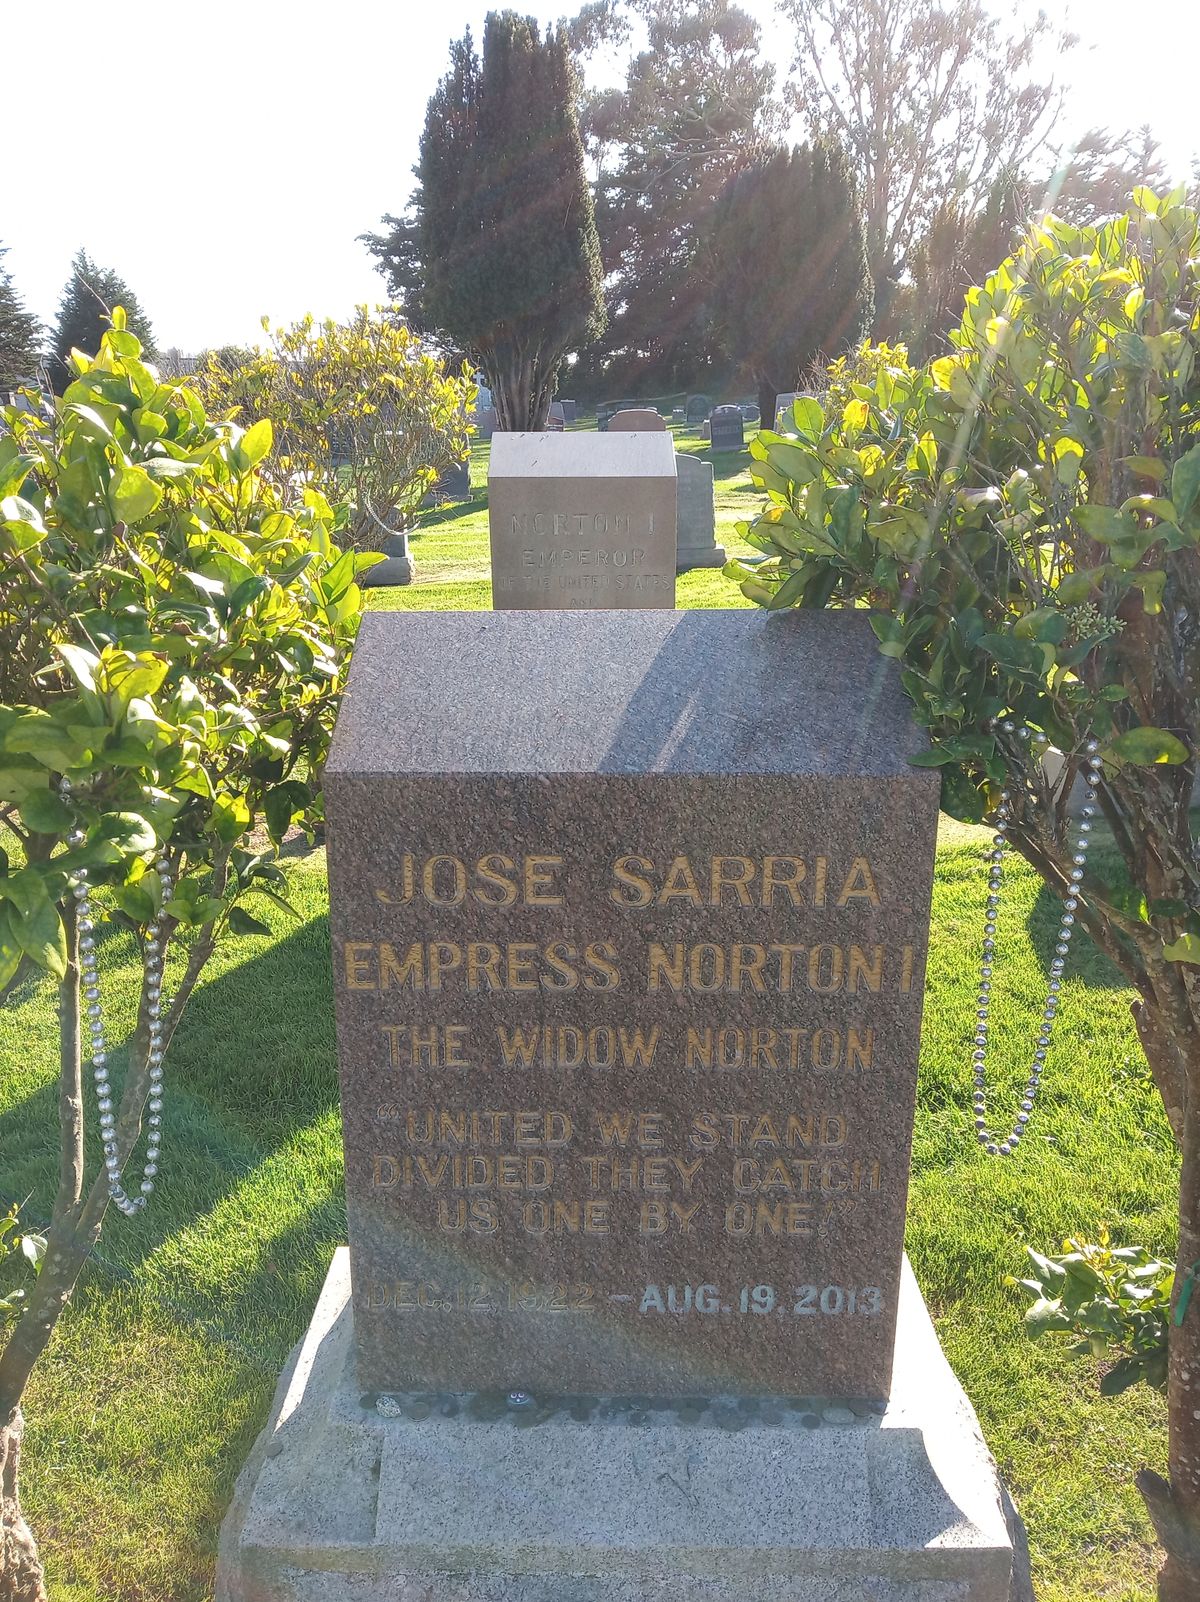 NORTON I
EMPEROR
OF THE UNITED STATES
AND
JOSE SARRIA
EMPRESS NORTON I
THE WIDOW NORTON
“UNITED WE STAND
DIVIDED THEY CATCH
US ONE BY ONE!”
DEC. 12 1922 – AUG. 19. 2013